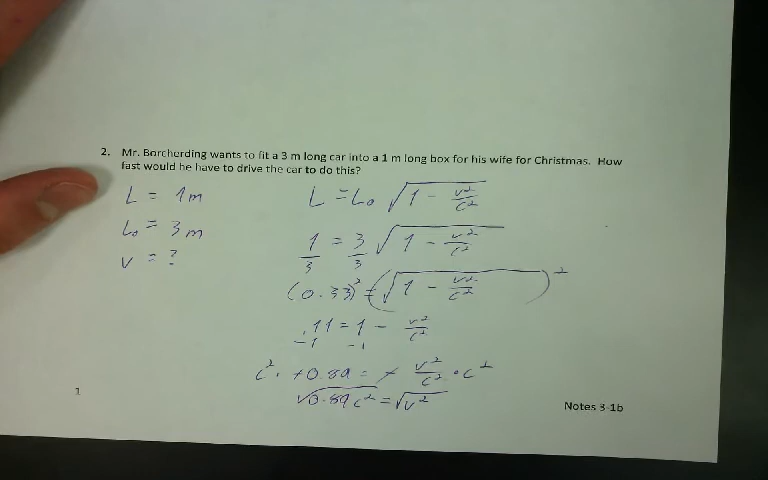 2. Mr. Borcherding wants to fit a 3 m long car into a 1 m long box for his wife for Christmas. How
fast would he have to drive the car to do this?
L = 1m
L₀ = 3m
v = ?
L = L₀ √(1 - v²/c²)
1/3 = 3/3 √(1 - v²/c²)
(0.33)² = (√(1 - v²/c²))²
.11 = 1 - v²/c²
-1 -1
c² · +0.89 = + v²/c² · c²
√(0.89c²) = √(v²)
1
Notes 3-1b